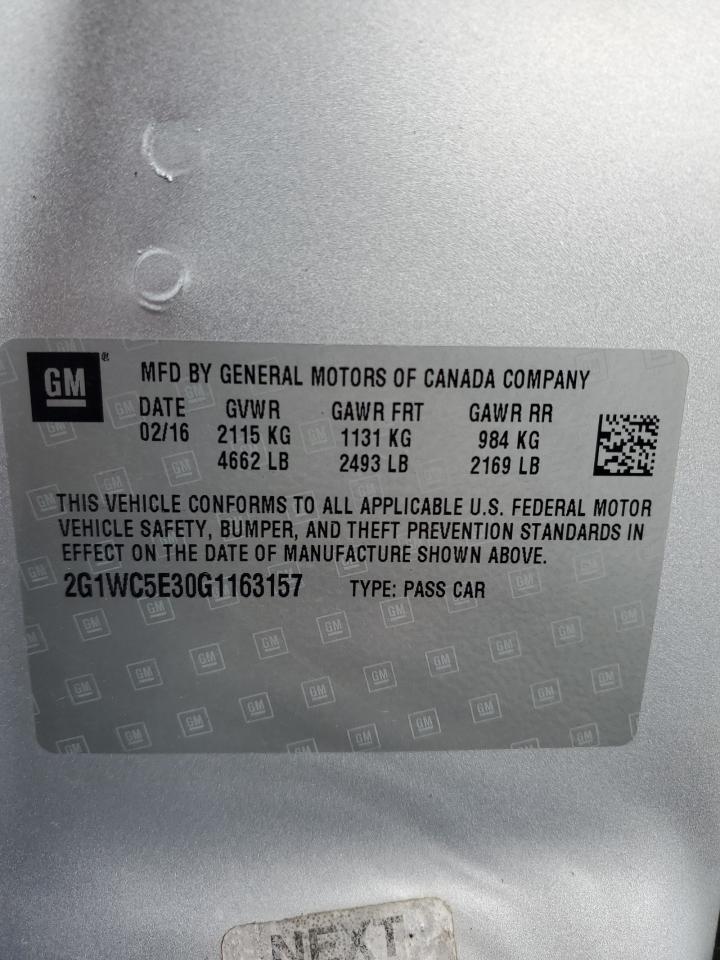 GM®
MFD BY GENERAL MOTORS OF CANADA COMPANY
DATE GVWR GAWR FRT GAWR RR
02/16 2115 KG 1131 KG 984 KG
4662 LB 2493 LB 2169 LB
THIS VEHICLE CONFORMS TO ALL APPLICABLE U.S. FEDERAL MOTOR
VEHICLE SAFETY, BUMPER, AND THEFT PREVENTION STANDARDS IN
EFFECT ON THE DATE OF MANUFACTURE SHOWN ABOVE.
2G1WC5E30G1163157 TYPE: PASS CAR
NEXT